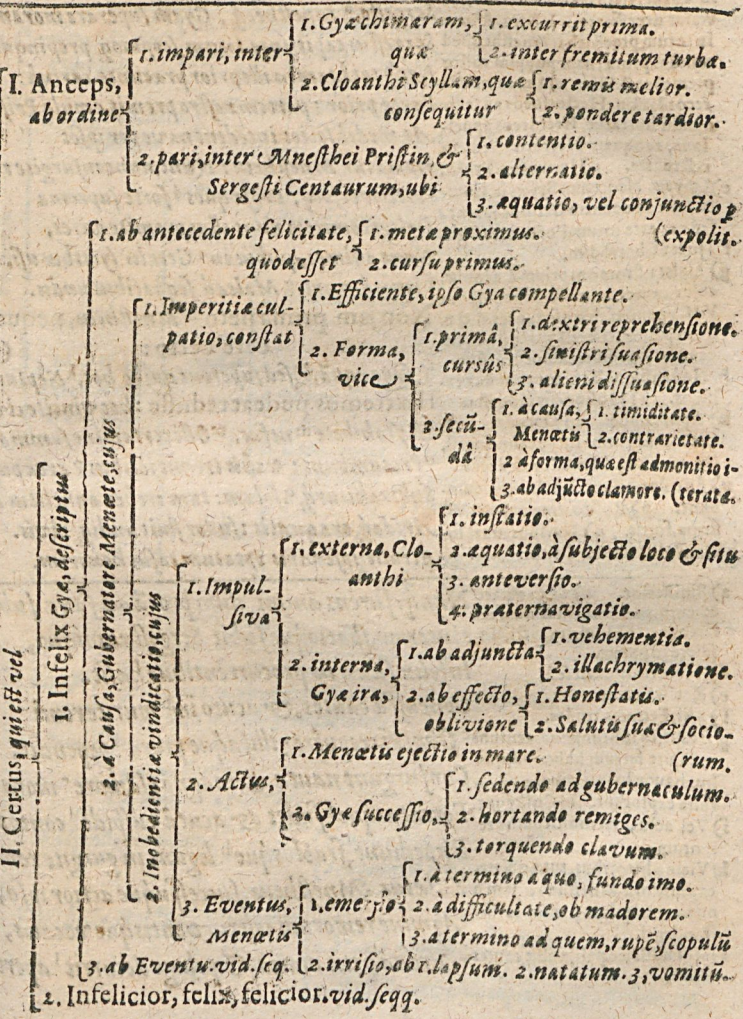 1. Gyæ chimæram, 1. excurrit prima.
1. impari, inter quæ 2. inter fremitum turbæ.
I. Anceps, 2. Cloanthi Scyllam, quæ 1. remis melior.
ab ordine consequitur 2. pondere tardior.
1. contentio.
2. pari, inter Mnesthei Pristin, & 2. alternatio.
Sergesti Centaurum, ubi
3. æquatio, vel conjunctio p
1. ab antecedente felicitate, 1. metæ proximus. (expolit.
quòd esset 2. cursu primus.
1. Imperitiæ cul- 1. Efficiente, ipso Gya compellante.
patio, constat 1. dextri reprehensione.
2. Forma, 1. primâ, 2. sinistri suasione.
vice cursûs 3. alieni dissuasione.
1. à causa, 1. timiditate.
2. secũ- Menœtis 2. contrarietate.
dâ 2 à forma, quæ est admonitio i-
3. ab adjũcto clamore. (terata.
1. instatio.
1. externa, Clo- 2. æquatio, à subjecto loco & situ
anthi 3. anteversio.
1. Impul- 4. præternavigatio.
siva 1. vehementia.
2. interna, 1. ab adjuncta 2. illachrymatione.
Gyæ ira, 2. ab effecto, 1. Honestatis.
oblivione 2. Salutis suæ & socio-
1. Menœtis ejectio in mare. (rum.
2. Actus, 1. sedendo ad gubernaculum.
2. Gyæ successio, 2. hortando remiges.
3. torquendo clavum.
1. à termino à quo, fundo imo.
3. Eventus, 1. emersio 2. à difficultate, ob madorem.
Menœtis 3. a termino ad quem, rupẽ, scopulũ
3. ab Eventu. vid. seq. 2. irrisio, ob 1. lapsum. 2. natatum. 3, vomitũ.
2. Infelicior, felix, felicior. vid. seqq.
II. Certus, qui est vel
1. Infelix Gyæ, descriptus
2. à Causa, Gubernatore Menœte, cujus
2. Inobedientiæ vindicatio, cujus